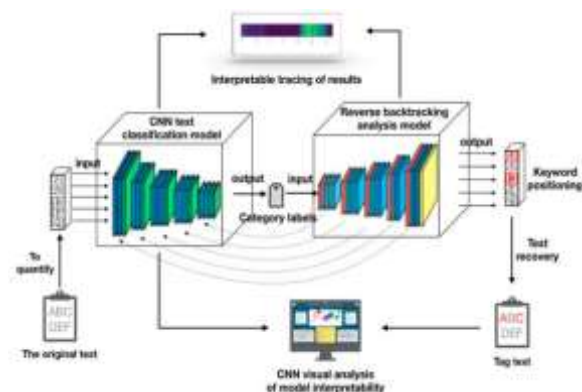 Interpretable tracing of results
CNN text
classification model
Reverse backtracking
analysis model
input
output
input
output
Category labels
Keyword
positioning
To
quantify
Text
recovery
ABC
DEF
The original text
CNN visual analysis
of model interpretability
ABC
DEF
Tag text